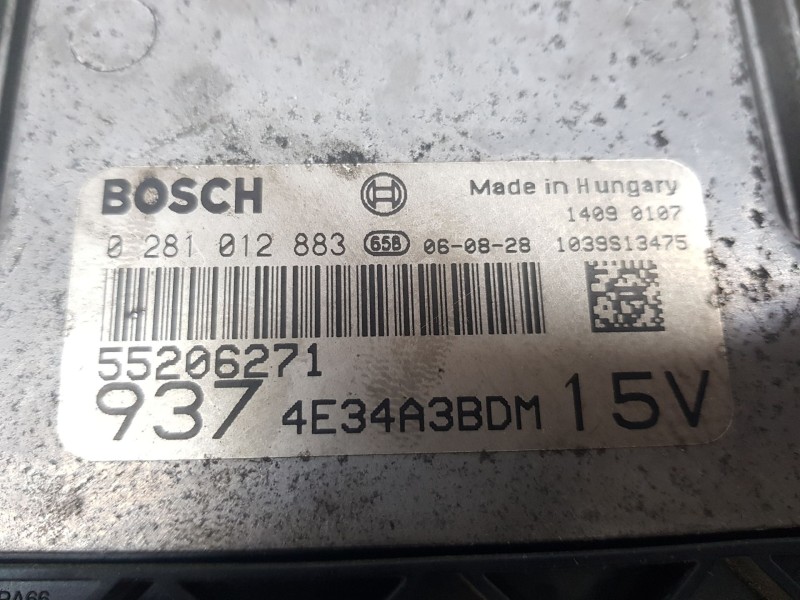 BOSCH
Made in Hungary
1409 0107
0 281 012 883 65B 06-08-28 1039S13475
55206271
937 4E34A3BDM 15V